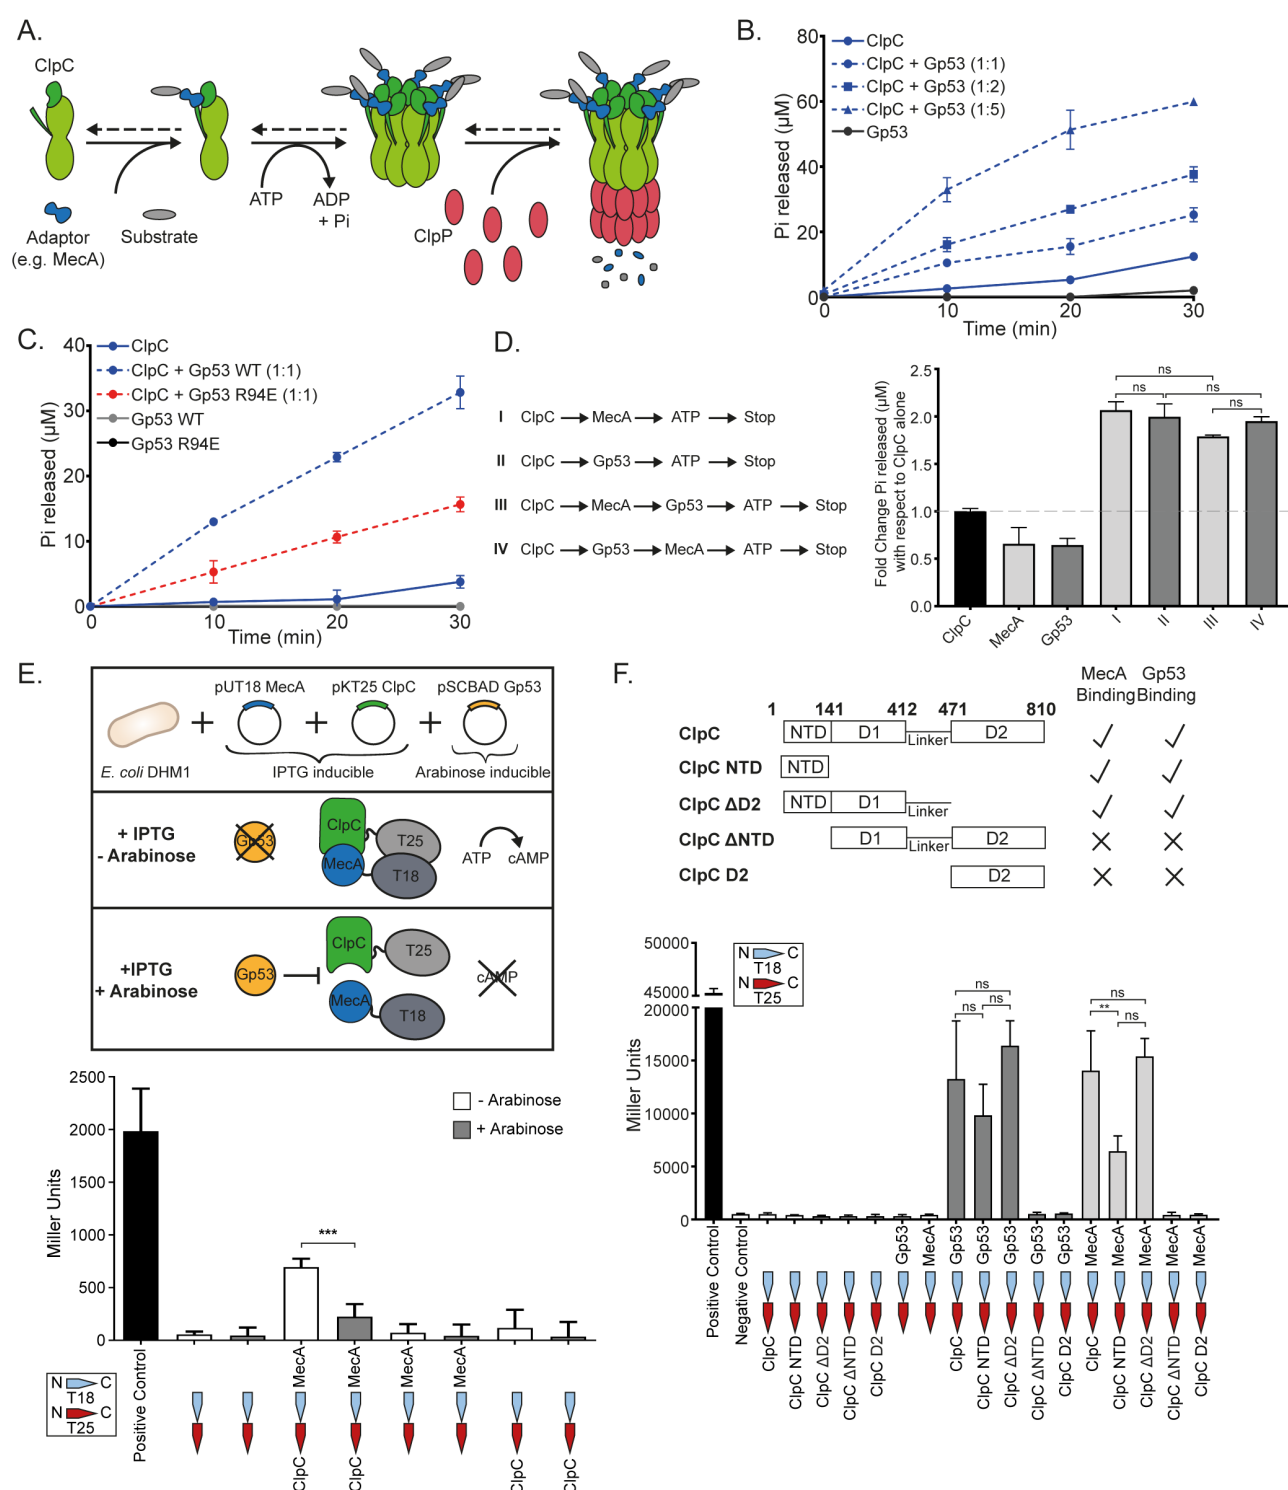 A.
ClpC
Adaptor
(e.g. MecA)
Substrate
ATP
ADP
+ Pi
ClpP
B.
Pi released (µM)
80
60
40
20
0
0
10
20
30
Time (min)
ClpC
ClpC + Gp53 (1:1)
ClpC + Gp53 (1:2)
ClpC + Gp53 (1:5)
Gp53
C.
Pi released (µM)
40
30
20
10
0
0
10
20
30
Time (min)
ClpC
ClpC + Gp53 WT (1:1)
ClpC + Gp53 R94E (1:1)
Gp53 WT
Gp53 R94E
D.
I ClpC MecA ATP Stop
II ClpC Gp53 ATP Stop
III ClpC MecA Gp53 ATP Stop
IV ClpC Gp53 MecA ATP Stop
Fold Change Pi released (µM)
with respect to ClpC alone
2.5
2.0
1.5
1.0
0.5
0.0
ns
ns
ns
ns
ClpC
MecA
Gp53
I
II
III
IV
E.
pUT18 MecA
pKT25 ClpC
pSCBAD Gp53
+
+
+
E. coli DHM1
IPTG inducible
Arabinose inducible
+ IPTG
- Arabinose
Gp53
ClpC
T25
MecA
T18
ATP
cAMP
+IPTG
+ Arabinose
Gp53
ClpC
T25
MecA
T18
cAMP
Miller Units
2500
2000
1500
1000
500
0
- Arabinose
+ Arabinose
***
N C
T18
N C
T25
Positive Control
MecA
MecA
MecA
MecA
ClpC
ClpC
ClpC
ClpC
F.
MecA
Binding
Gp53
Binding
1 141 412 471 810
ClpC NTD D1 Linker D2
ClpC NTD NTD
ClpC ΔD2 NTD D1 Linker
ClpC ΔNTD D1 Linker D2
ClpC D2 D2
Miller Units
50000
45000
20000
15000
10000
5000
0
N C
T18
N C
T25
ns
ns
ns
ns
**
ns
Positive Control
Negative Control
Gp53
MecA
Gp53
Gp53
Gp53
Gp53
Gp53
MecA
MecA
MecA
MecA
MecA
ClpC
ClpC NTD
ClpC ΔD2
ClpC ΔNTD
ClpC D2
ClpC
ClpC NTD
ClpC ΔD2
ClpC ΔNTD
ClpC D2
ClpC
ClpC NTD
ClpC ΔD2
ClpC ΔNTD
ClpC D2